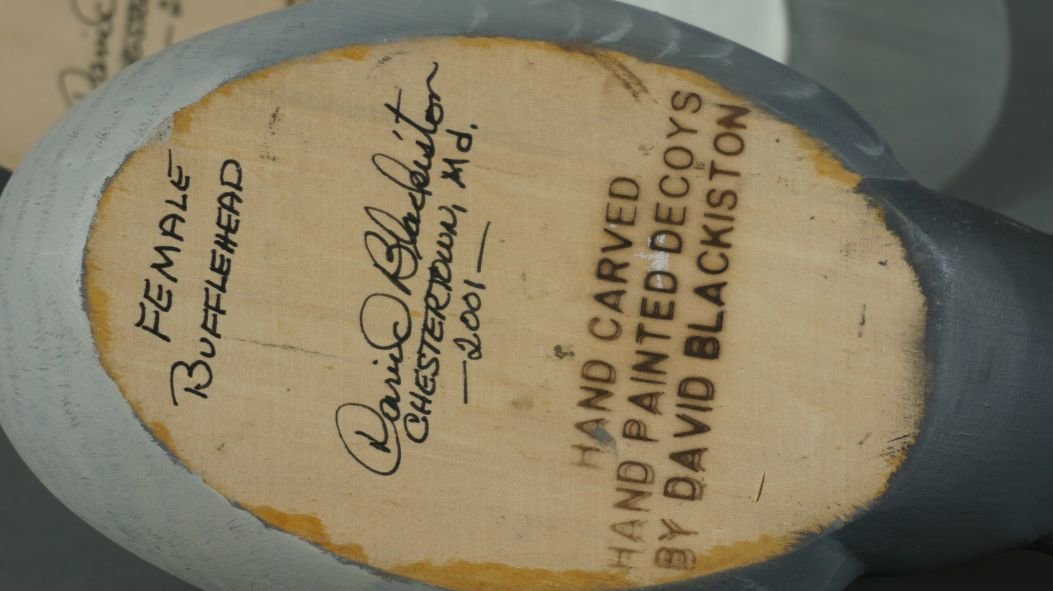 FEMALE
BUFFLEHEAD
David Blackiston
CHESTERTOWN, Md.
—2001—
HAND CARVED
HAND PAINTED DECOYS
BY DAVID BLACKISTON